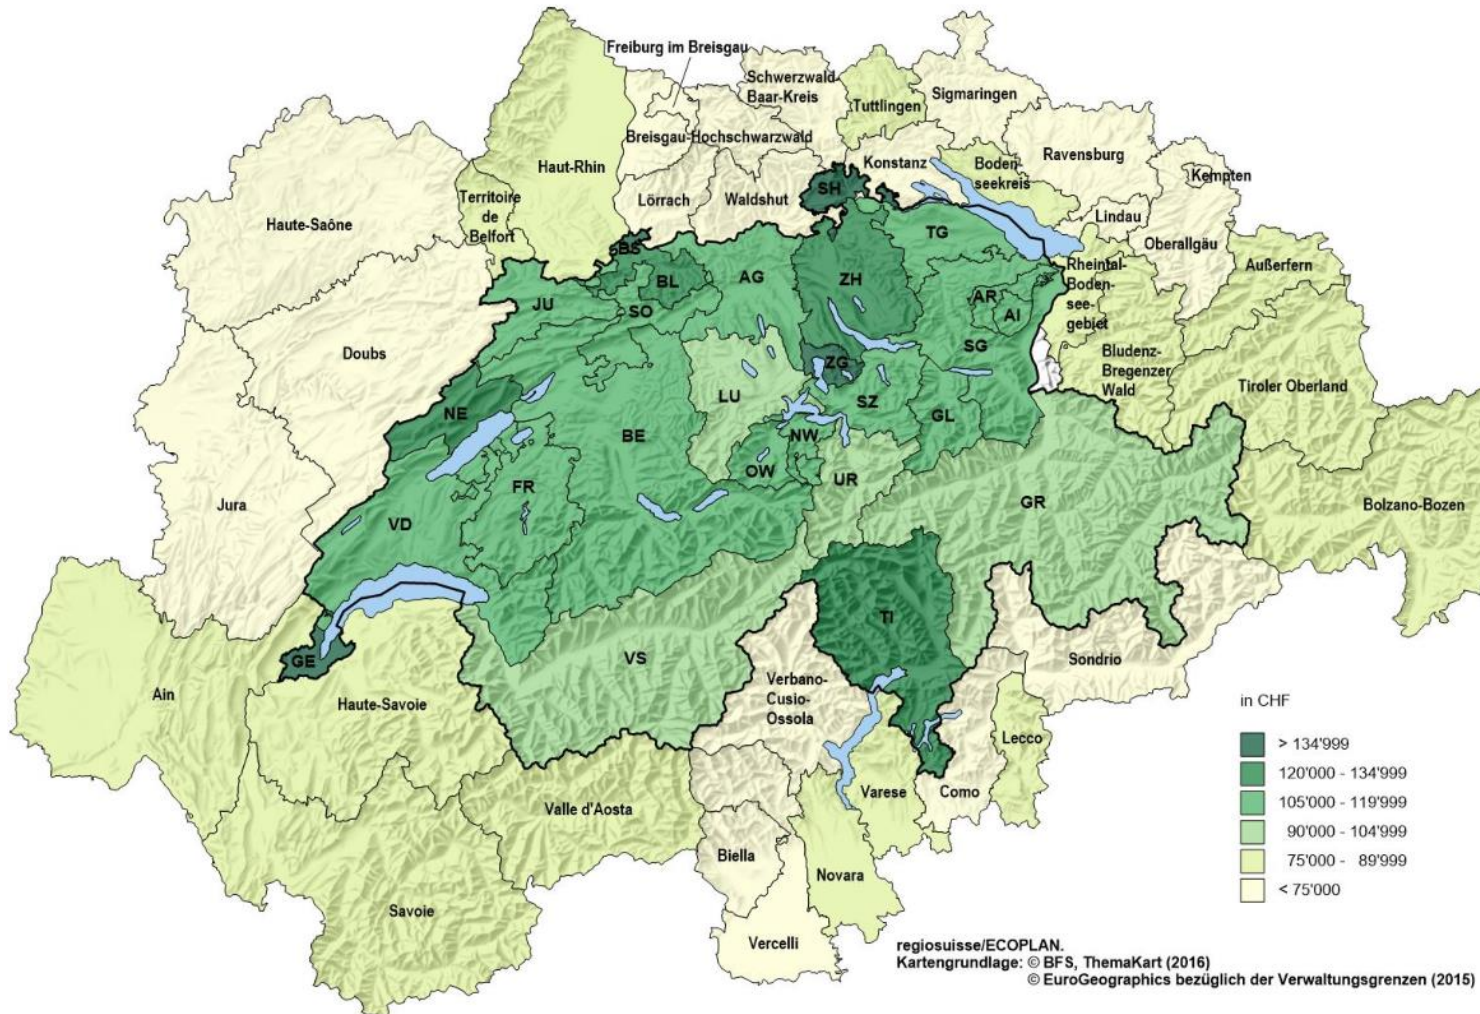 Freiburg im Breisgau
Schwerzwald-
Baar-Kreis
Tuttlingen
Sigmaringen
Breisgau-Hochschwarzwald
Haut-Rhin
Konstanz
Boden-
seekreis
Ravensburg
Kempten
Lörrach
Waldshut
SH
Territoire
de
Belfort
Haute-Saône
Lindau
Oberallgäu
TG
BS
BL
AG
ZH
Rheintal-
Boden-
see-
gebiet
Außerfern
JU
SO
AR
AI
SG
Doubs
Bludenz-
Bregenzer
Wald
Tiroler Oberland
ZG
LU
SZ
GL
NE
BE
NW
OW
UR
FR
GR
Jura
VD
Bolzano-Bozen
TI
GE
VS
Sondrio
Ain
Haute-Savoie
Verbano-
Cusio-
Ossola
Lecco
Como
Varese
Valle d'Aosta
Biella
Novara
Savoie
Vercelli
in CHF
> 134'999
120'000 - 134'999
105'000 - 119'999
90'000 - 104'999
75'000 - 89'999
< 75'000
regiosuisse/ECOPLAN.
Kartengrundlage: © BFS, ThemaKart (2016)
© EuroGeographics bezüglich der Verwaltungsgrenzen (2015)